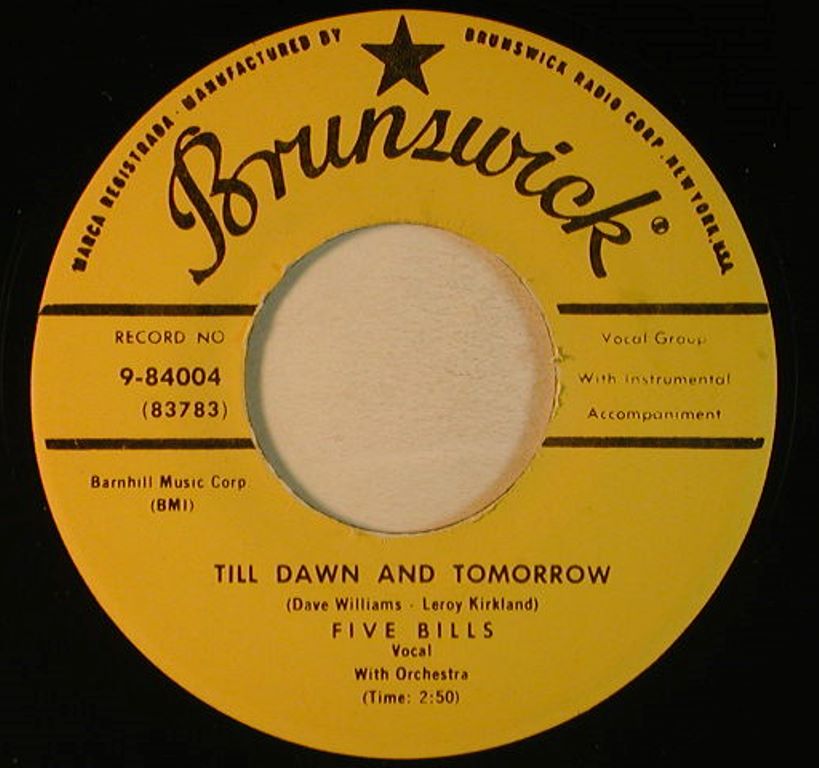 MARCA REGISTRADA · MANUFACTURED BY BRUNSWICK RADIO CORP. NEW YORK, USA
Brunswick ®
RECORD NO
9-84004
(83783)
Vocal Group
With Instrumental
Accompaniment
Barnhill Music Corp.
(BMI)
TILL DAWN AND TOMORROW
(Dave Williams - Leroy Kirkland)
FIVE BILLS
Vocal
With Orchestra
(Time: 2:50)